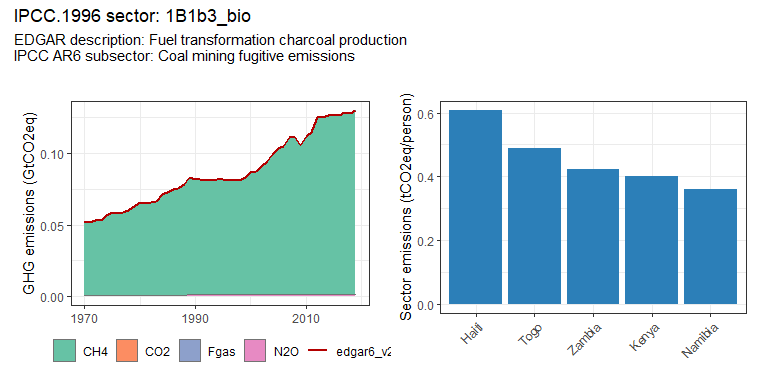 IPCC.1996 sector: 1B1b3_bio
EDGAR description: Fuel transformation charcoal production
IPCC AR6 subsector: Coal mining fugitive emissions
GHG emissions (GtCO2eq)
0.10
0.05
0.00
1970
1990
2010
CH4
CO2
Fgas
N2O
edgar6_v2
Sector emissions (tCO2eq/person)
0.6
0.4
0.2
0.0
Haiti
Togo
Zambia
Kenya
Namibia